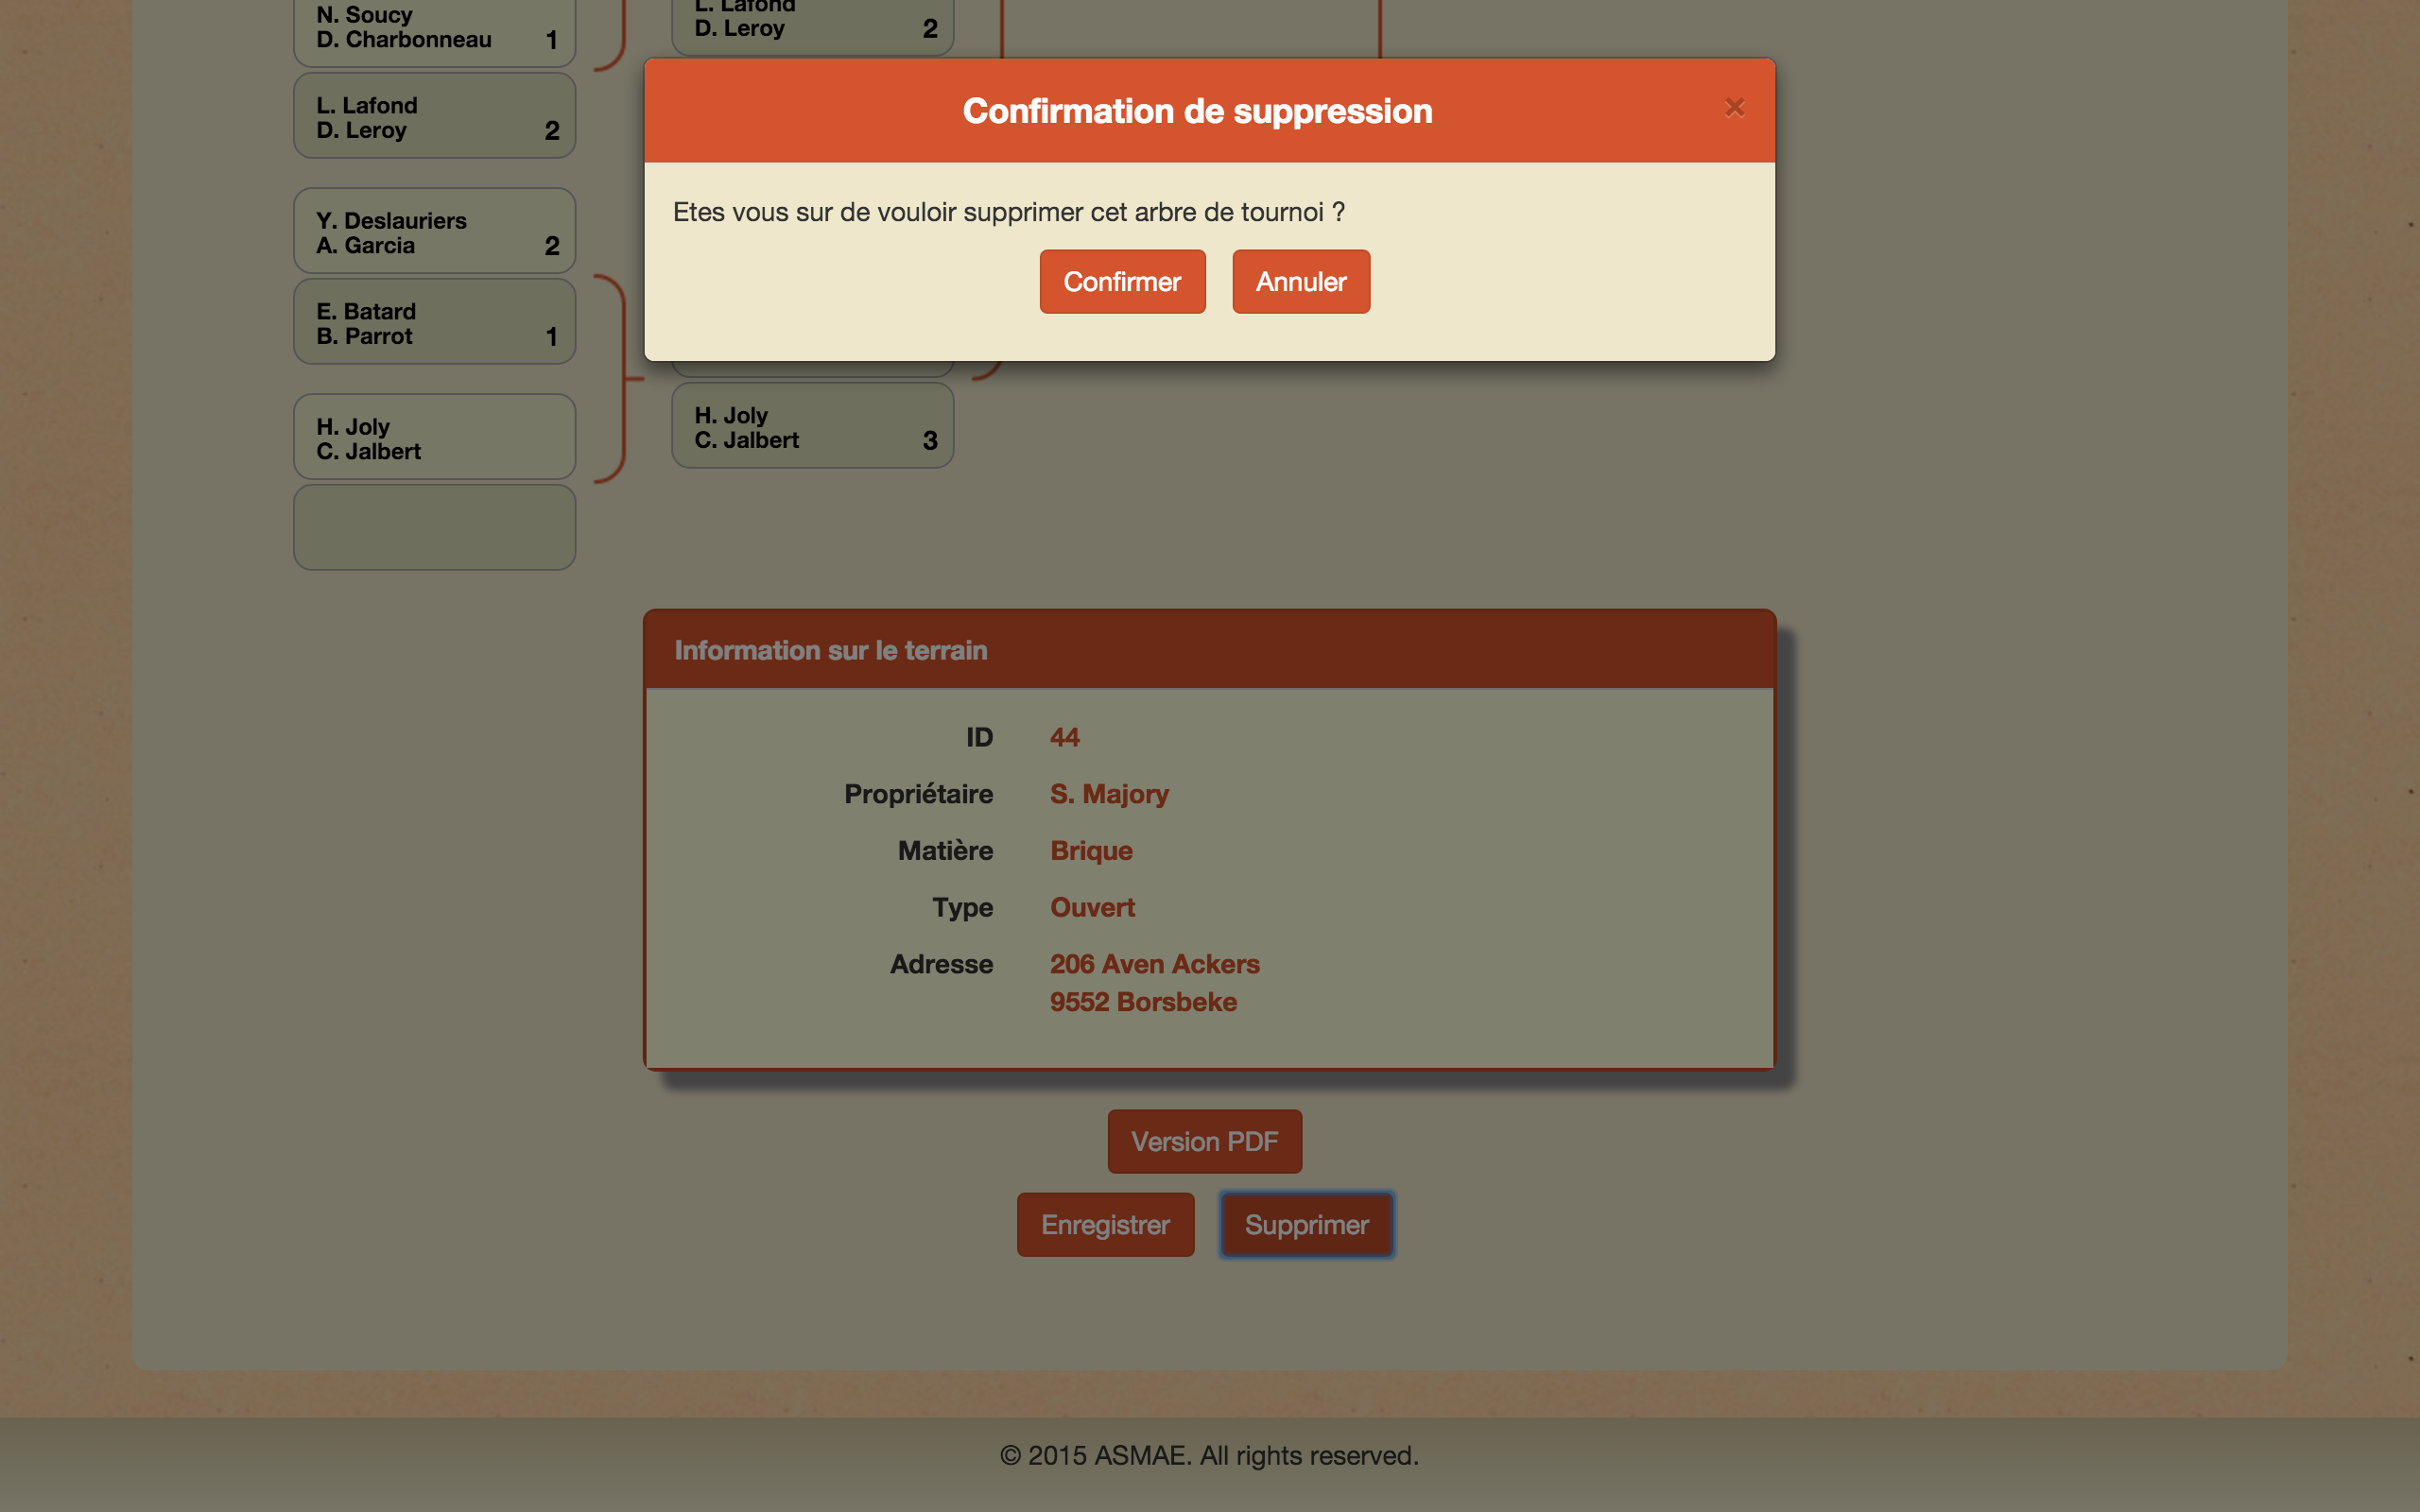 N. Soucy
D. Charbonneau 1
L. Lafond
D. Leroy 2
Y. Deslauriers
A. Garcia 2
E. Batard
B. Parrot 1
H. Joly
C. Jalbert
L. Lafond
D. Leroy 2
H. Joly
C. Jalbert 3
Confirmation de suppression ×
Etes vous sur de vouloir supprimer cet arbre de tournoi ?
Confirmer Annuler
Information sur le terrain
ID 44
Propriétaire S. Majory
Matière Brique
Type Ouvert
Adresse 206 Aven Ackers
9552 Borsbeke
Version PDF
Enregistrer Supprimer
© 2015 ASMAE. All rights reserved.